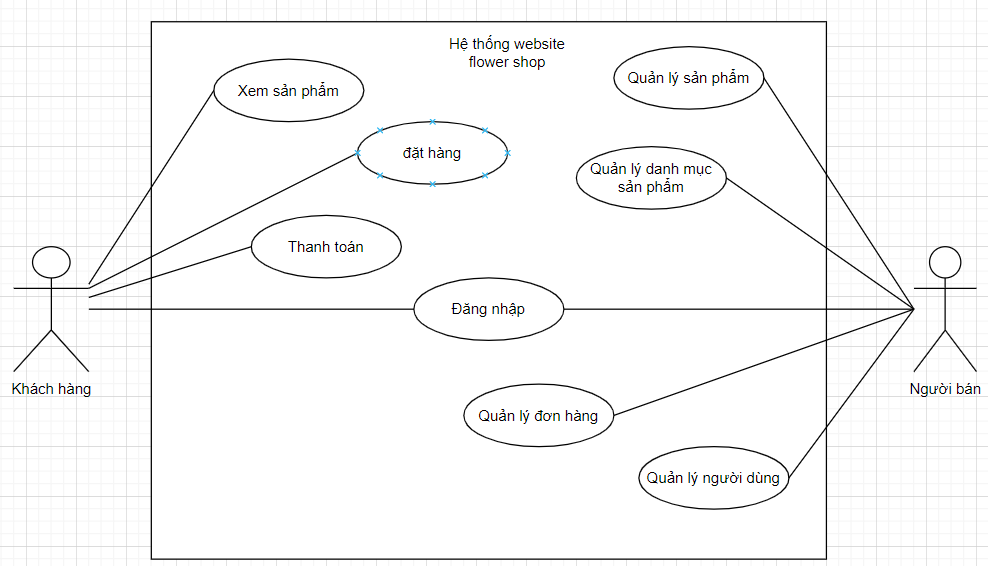 Hệ thống website
flower shop
Xem sản phẩm
Quản lý sản phẩm
đặt hàng
Quản lý danh mục
sản phẩm
Thanh toán
Đăng nhập
Khách hàng
Người bán
Quản lý đơn hàng
Quản lý người dùng